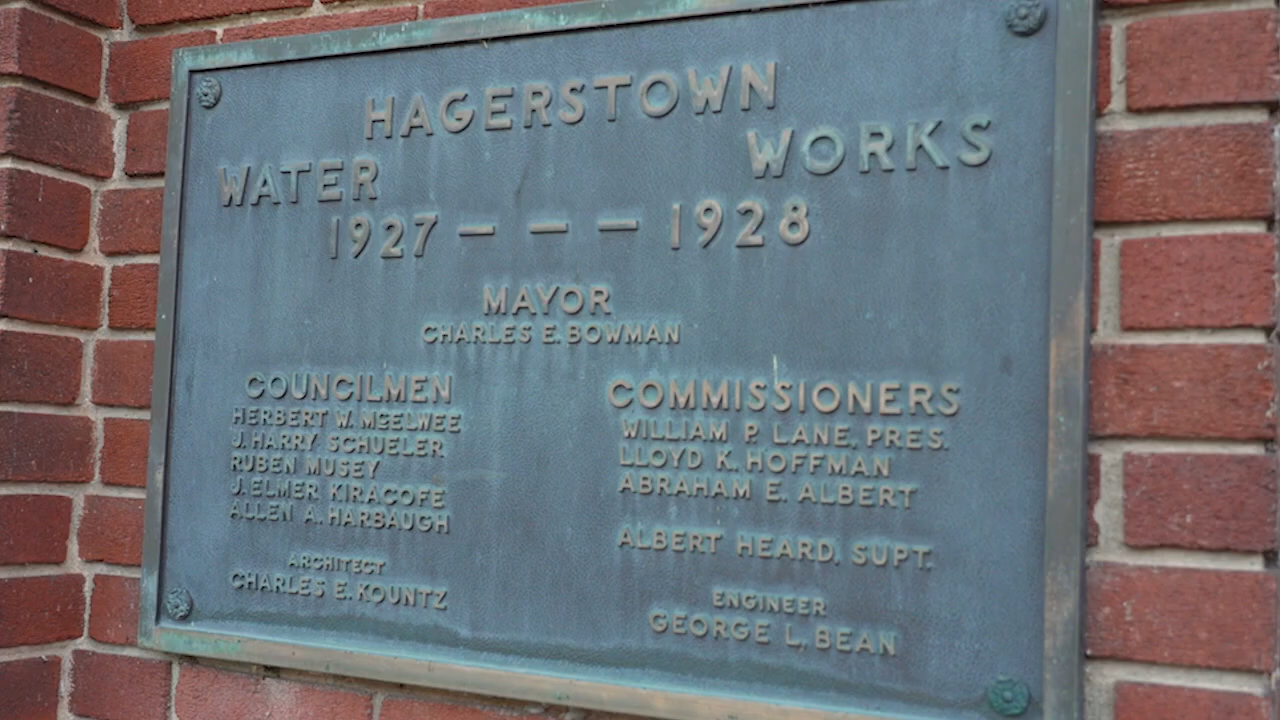 HAGERSTOWN
WATER WORKS
1927 — — — 1928
MAYOR
CHARLES E. BOWMAN
COUNCILMEN
HERBERT W. McELWEE
J. HARRY SCHUELER
RUBEN MUSEY
J. ELMER KIRACOFE
ALLEN A. HARBAUGH
ARCHITECT
CHARLES E. KOUNTZ
COMMISSIONERS
WILLIAM P. LANE, PRES.
LLOYD K. HOFFMAN
ABRAHAM E. ALBERT
ALBERT HEARD, SUPT.
ENGINEER
GEORGE L. BEAN